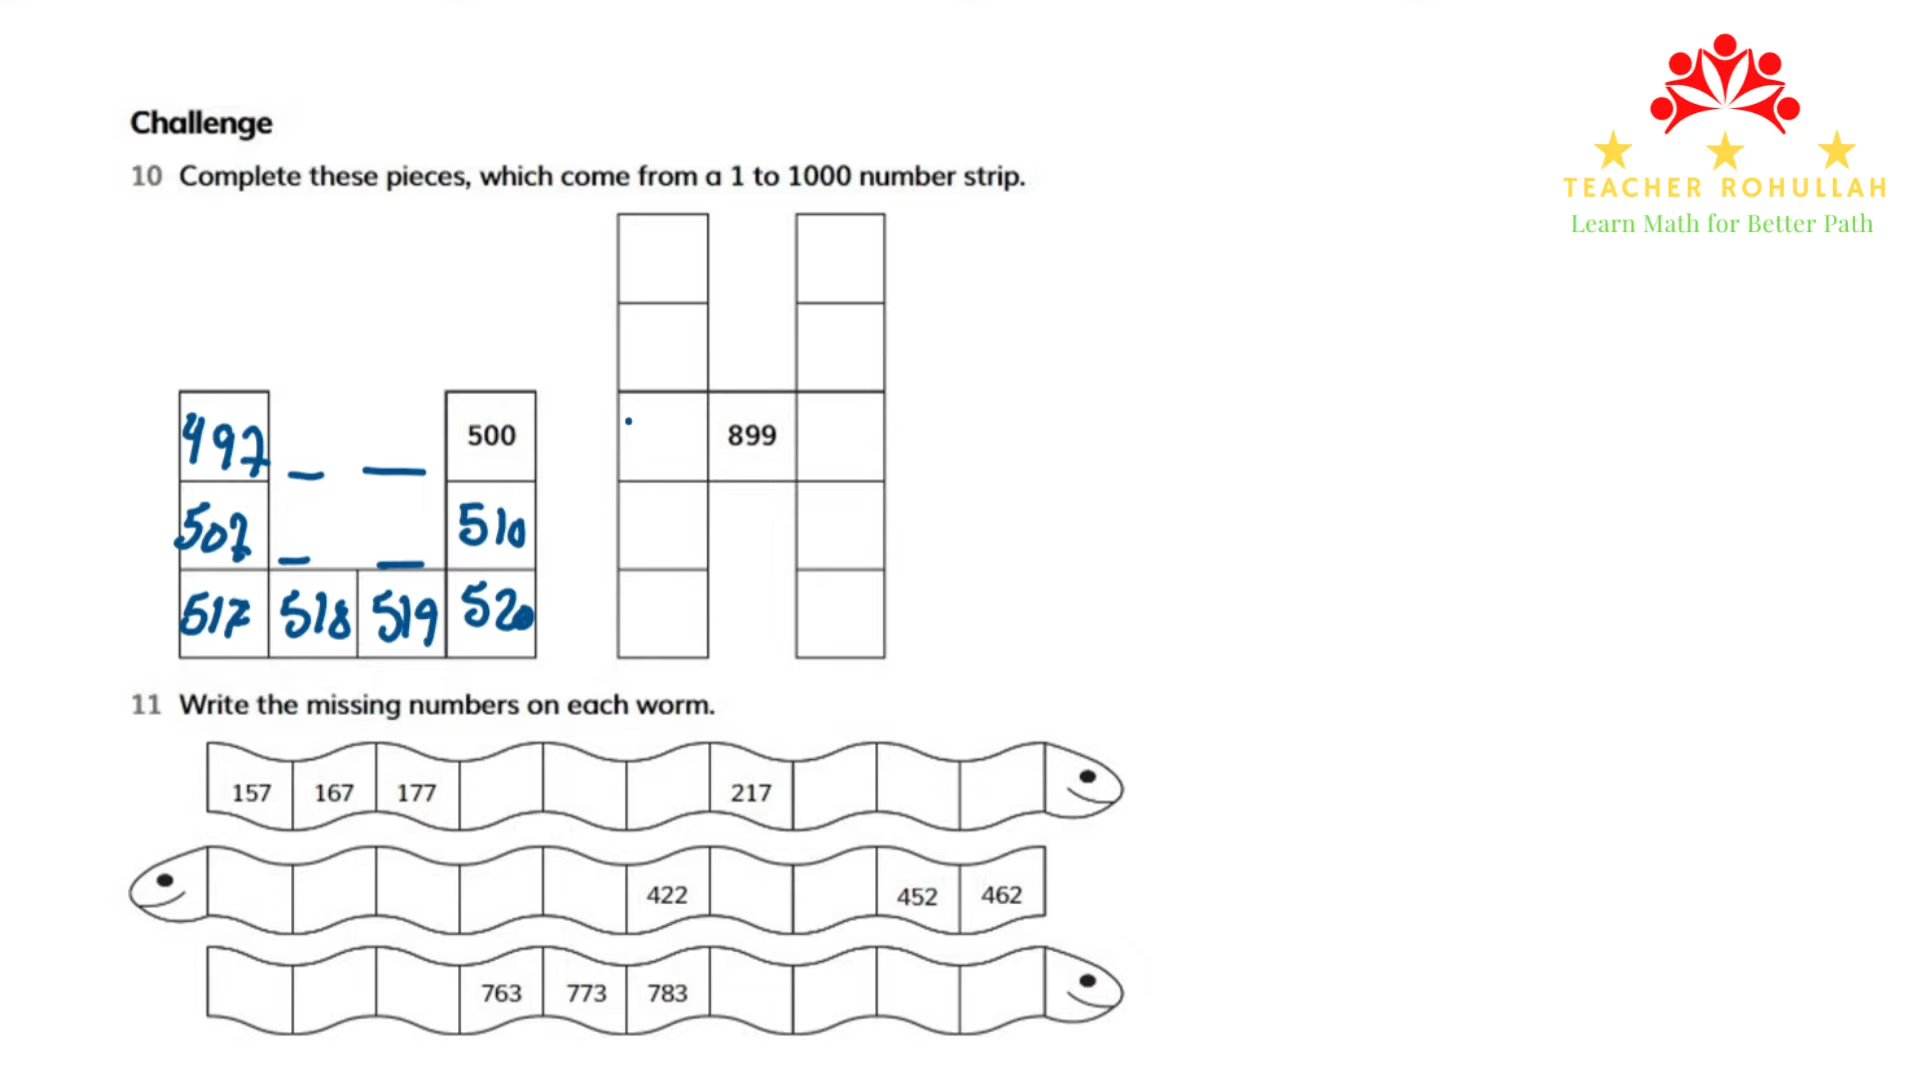 Challenge
10 Complete these pieces, which come from a 1 to 1000 number strip.
497 _ _ 500
507 _ _ 510
517 518 519 520
899
11 Write the missing numbers on each worm.
157 167 177 217
422 452 462
763 773 783
TEACHER ROHULLAH
Learn Math for Better Path